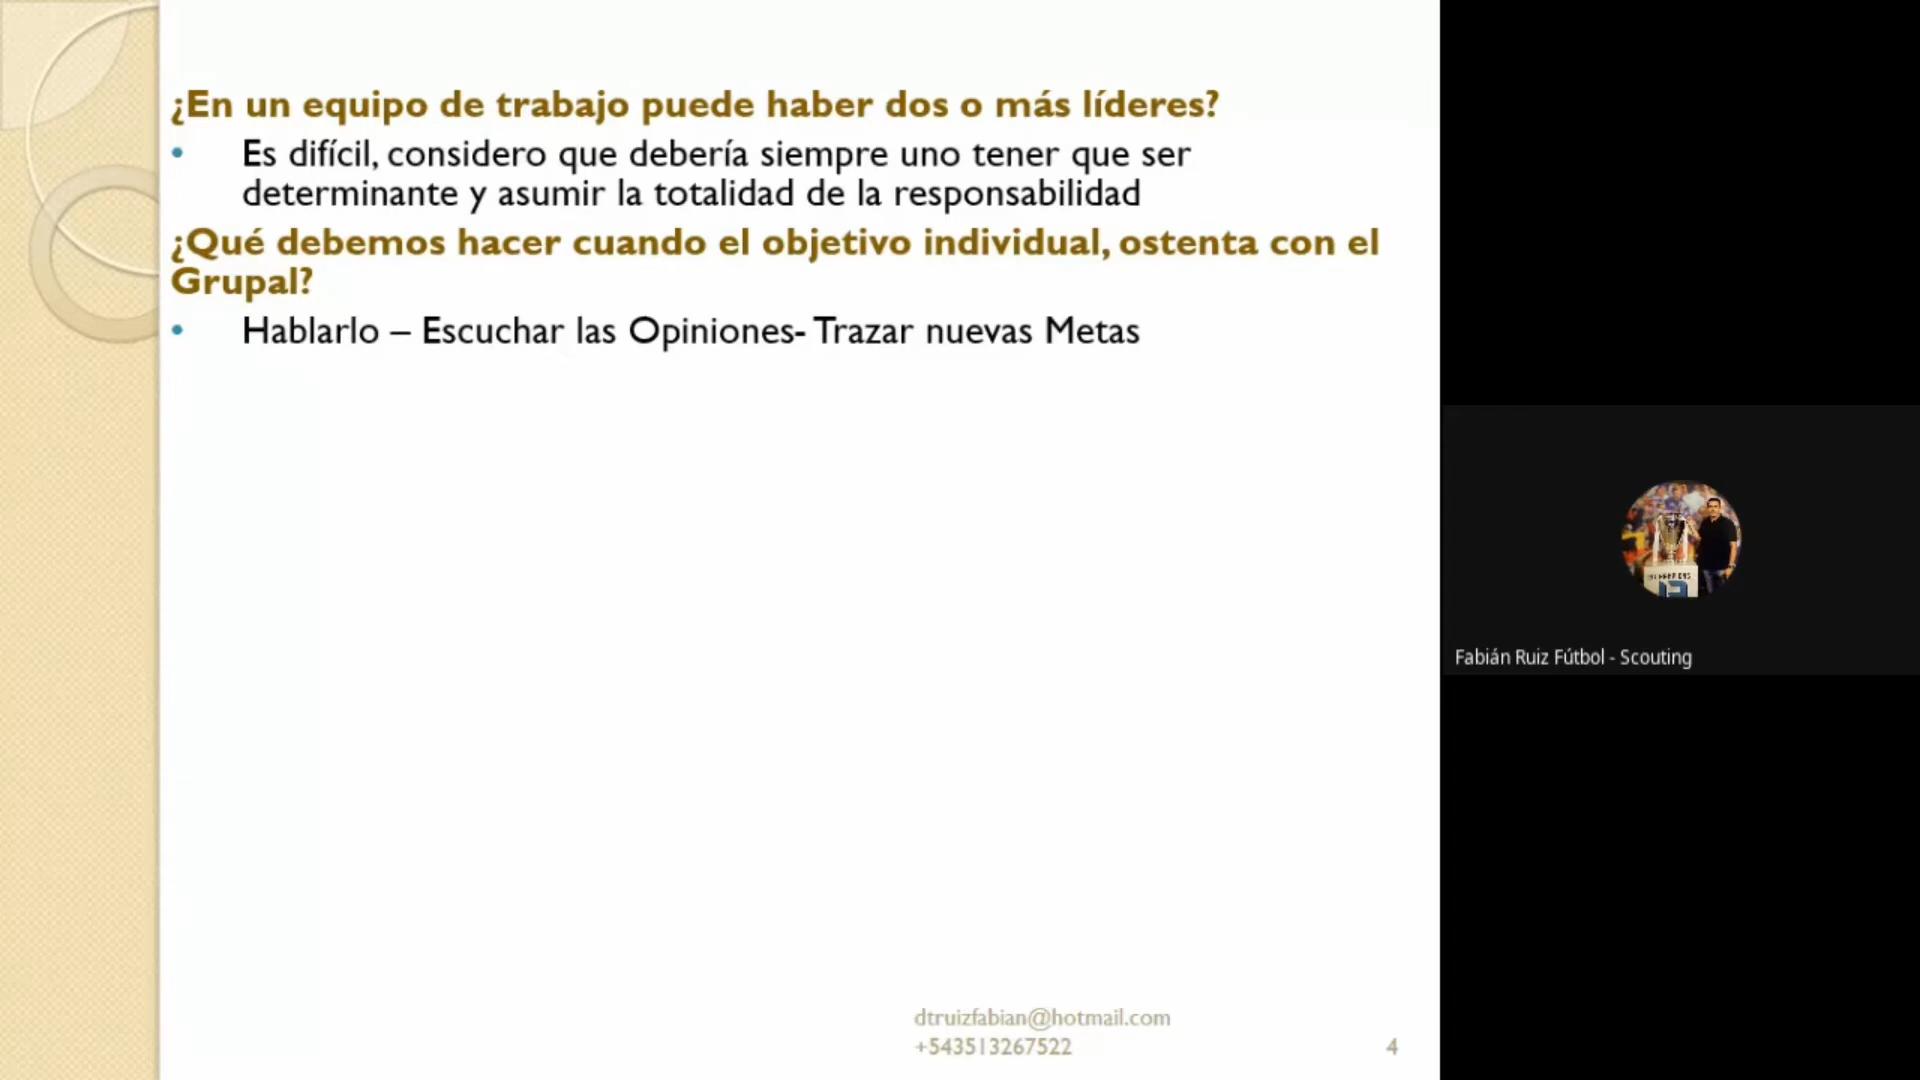 ¿En un equipo de trabajo puede haber dos o más líderes?
• Es difícil, considero que debería siempre uno tener que ser
determinante y asumir la totalidad de la responsabilidad
¿Qué debemos hacer cuando el objetivo individual, ostenta con el
Grupal?
• Hablarlo – Escuchar las Opiniones- Trazar nuevas Metas
Fabián Ruiz Fútbol - Scouting
dtruizfabian@hotmail.com
+543513267522
4